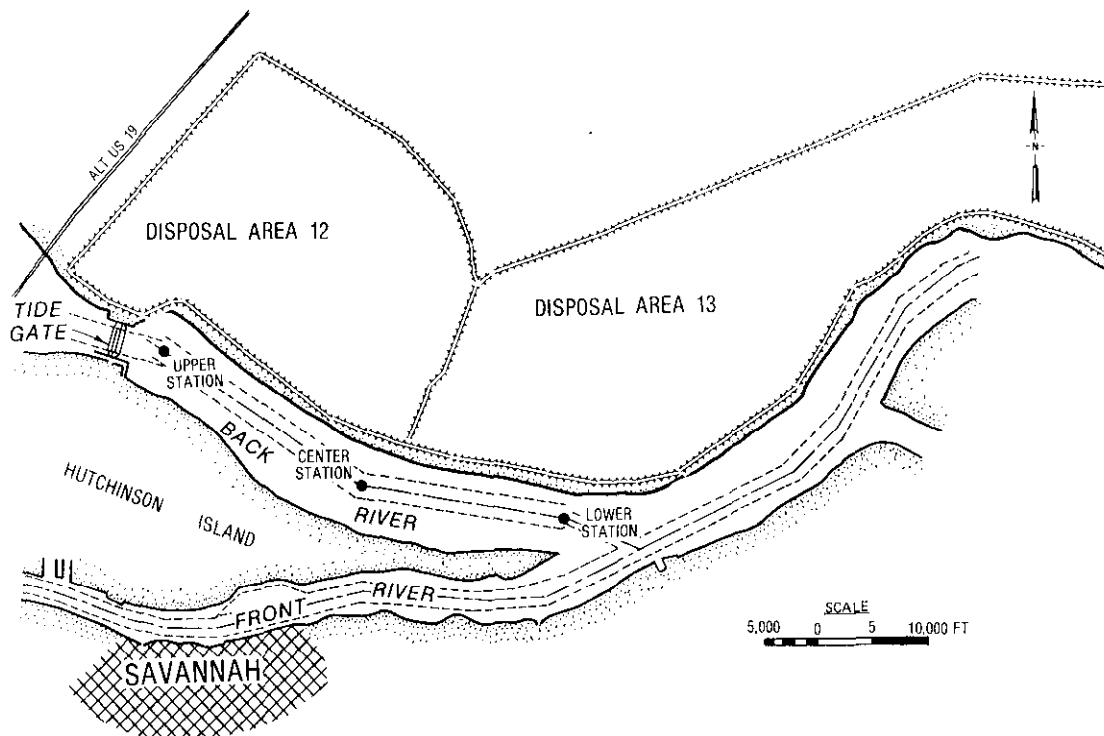 ALT US 19
-N-
DISPOSAL AREA 12
DISPOSAL AREA 13
TIDE
GATE
UPPER
STATION
BACK
RIVER
CENTER
STATION
LOWER
STATION
HUTCHINSON
ISLAND
FRONT
RIVER
SAVANNAH
SCALE
5,000 0 5 10,000 FT